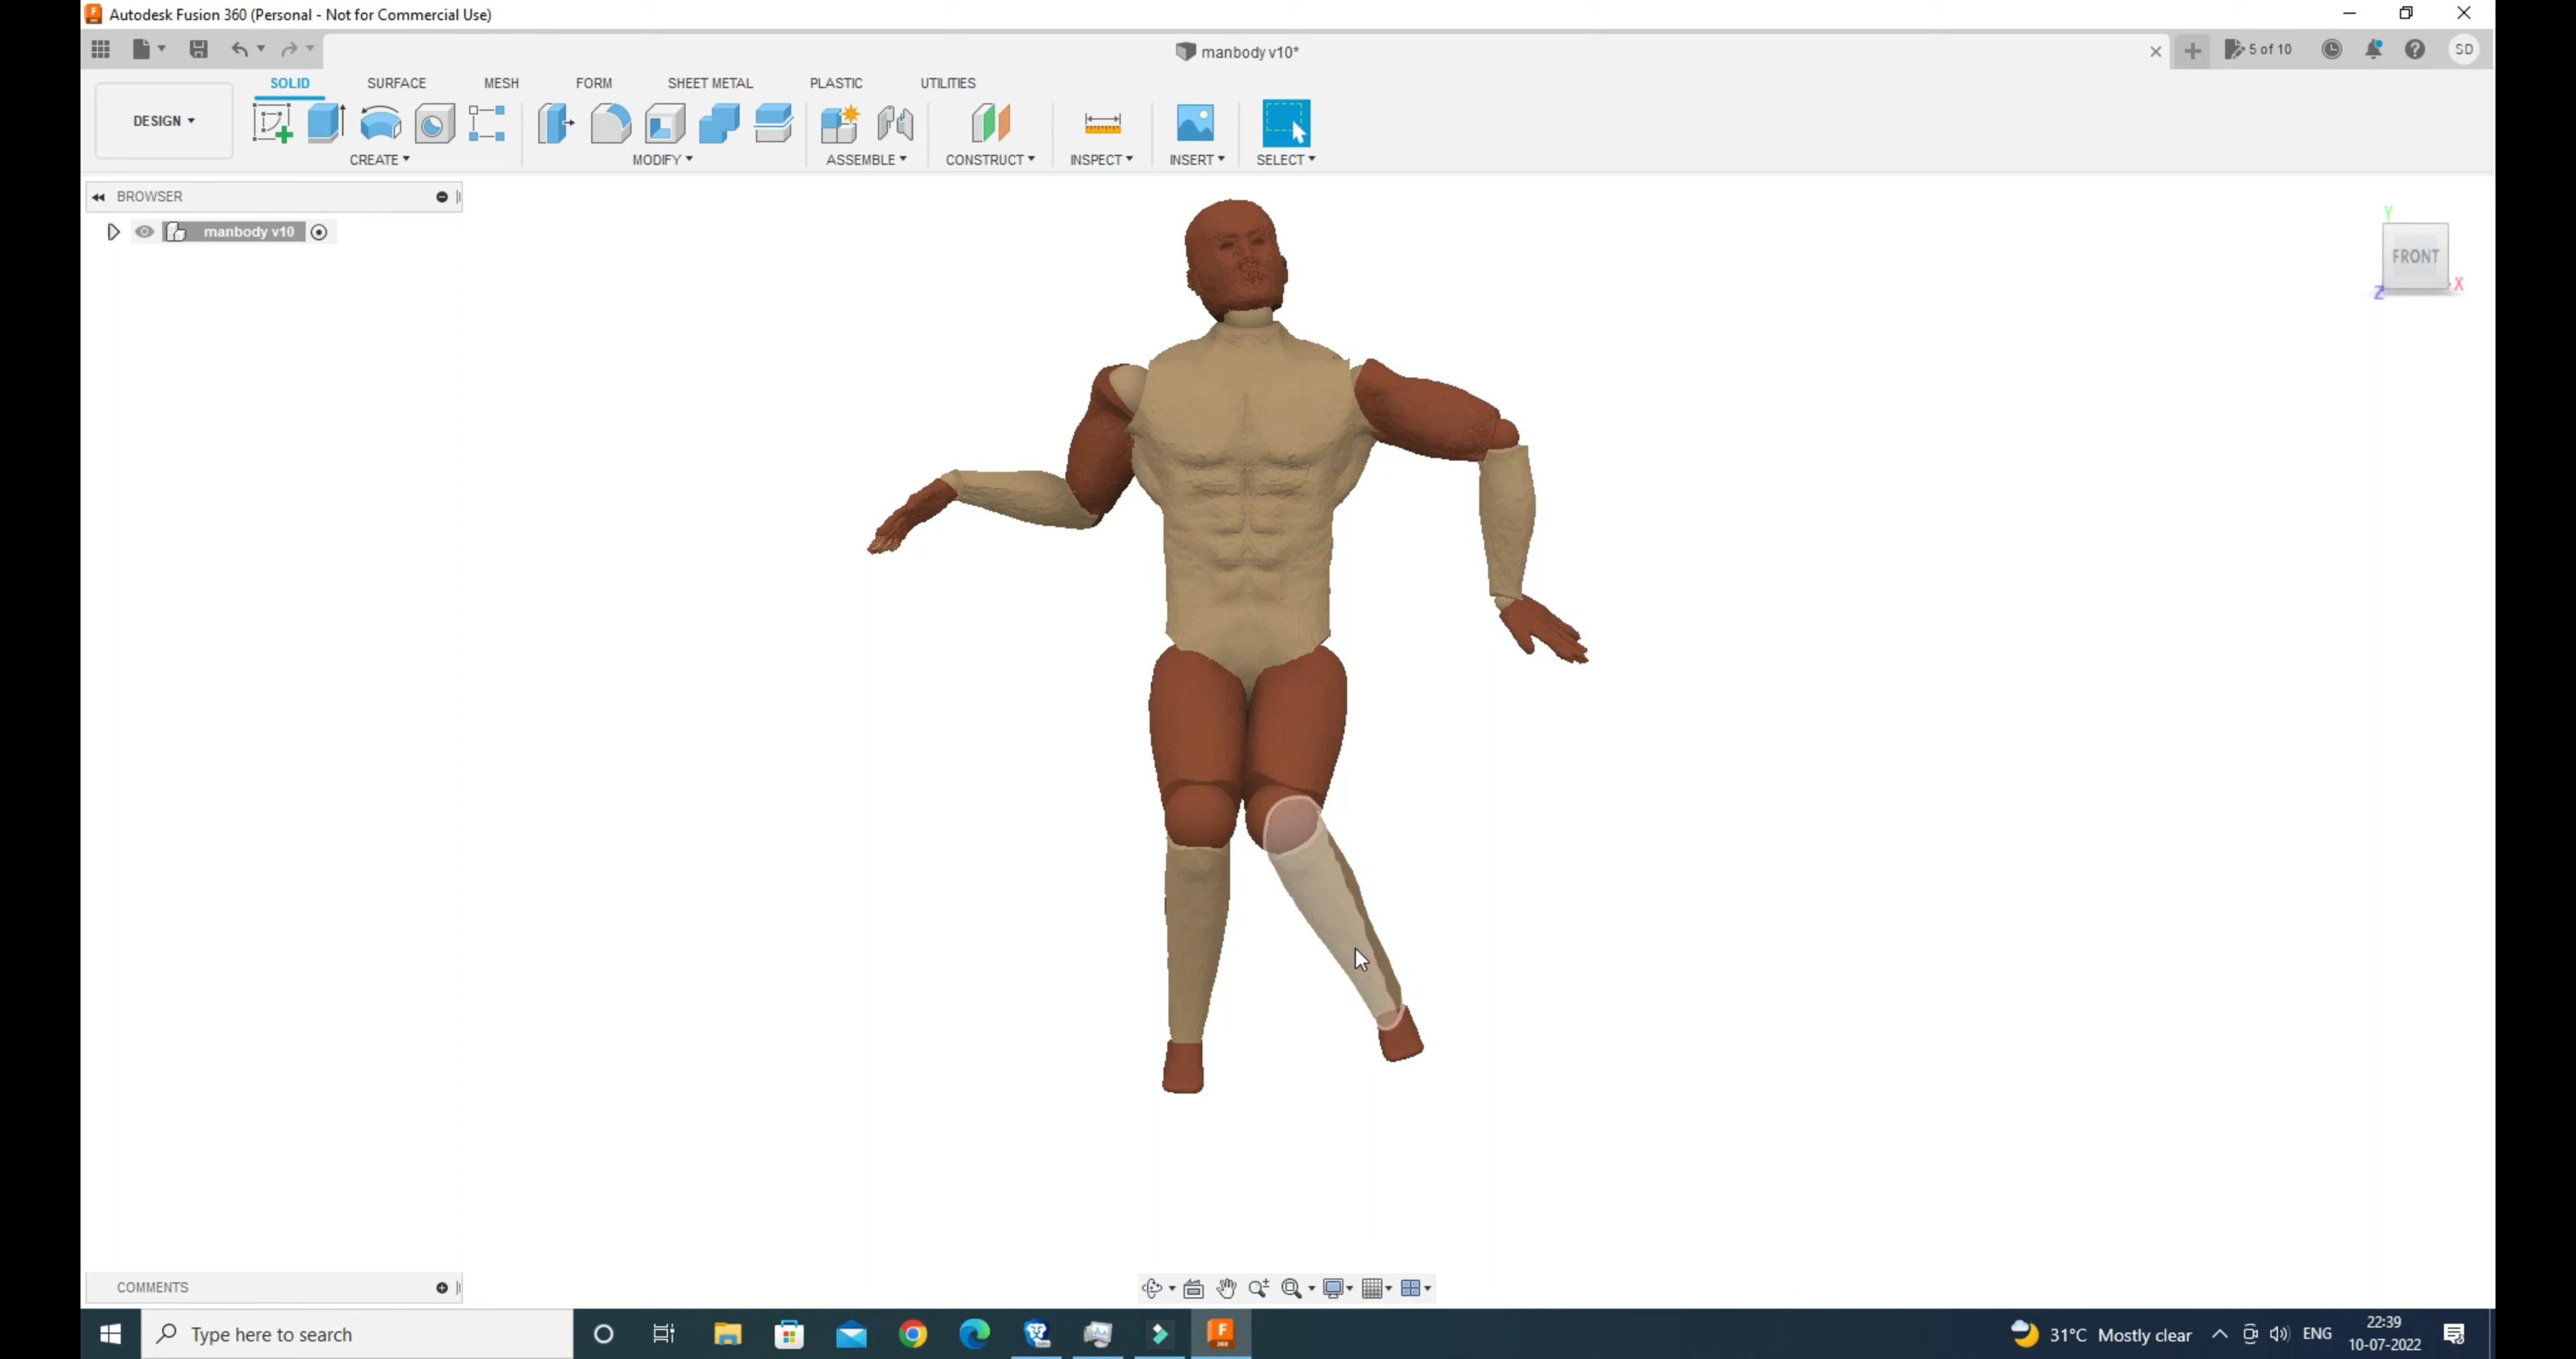 Autodesk Fusion 360 (Personal - Not for Commercial Use)
manbody v10*
5 of 10
SD
SOLID SURFACE MESH FORM SHEET METAL PLASTIC UTILITIES
DESIGN
CREATE MODIFY ASSEMBLE CONSTRUCT INSPECT INSERT SELECT
BROWSER
manbody v10
Y
FRONT
X
Z
COMMENTS
Type here to search
F
360
31°C Mostly clear
ENG
22:39
10-07-2022